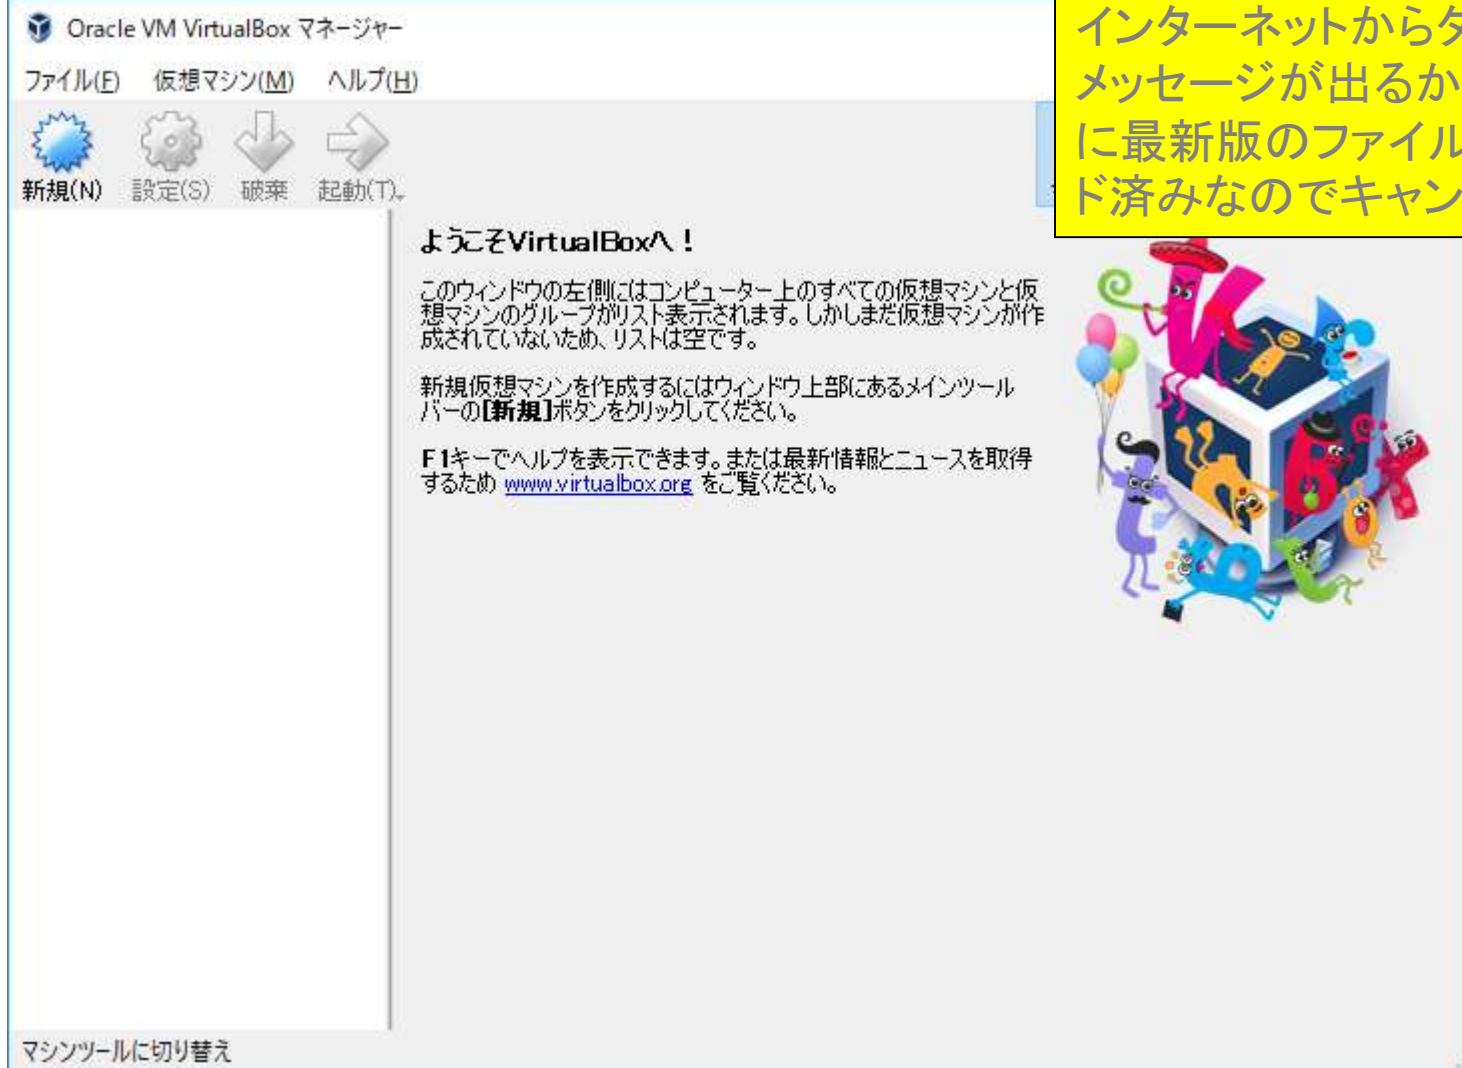 Oracle VM VirtualBox マネージャー
インターネットから
メッセージが出るか
に最新版のファイル
ド済みなのでキャン
ファイル(F) 仮想マシン(M) ヘルプ(H)
新規(N) 設定(S) 破棄 起動(T)
ようこそVirtualBoxへ！
このウィンドウの左側にはコンピューター上のすべての仮想マシンと仮
想マシンのグループがリスト表示されます。しかしまだ仮想マシンが作
成されていないため、リストは空です。
新規仮想マシンを作成するにはウィンドウ上部にあるメインツール
バーの[新規]ボタンをクリックしてください。
F1キーでヘルプを表示できます。または最新情報とニュースを取得
するため www.virtualbox.org をご覧ください。
マシンツールに切り替え